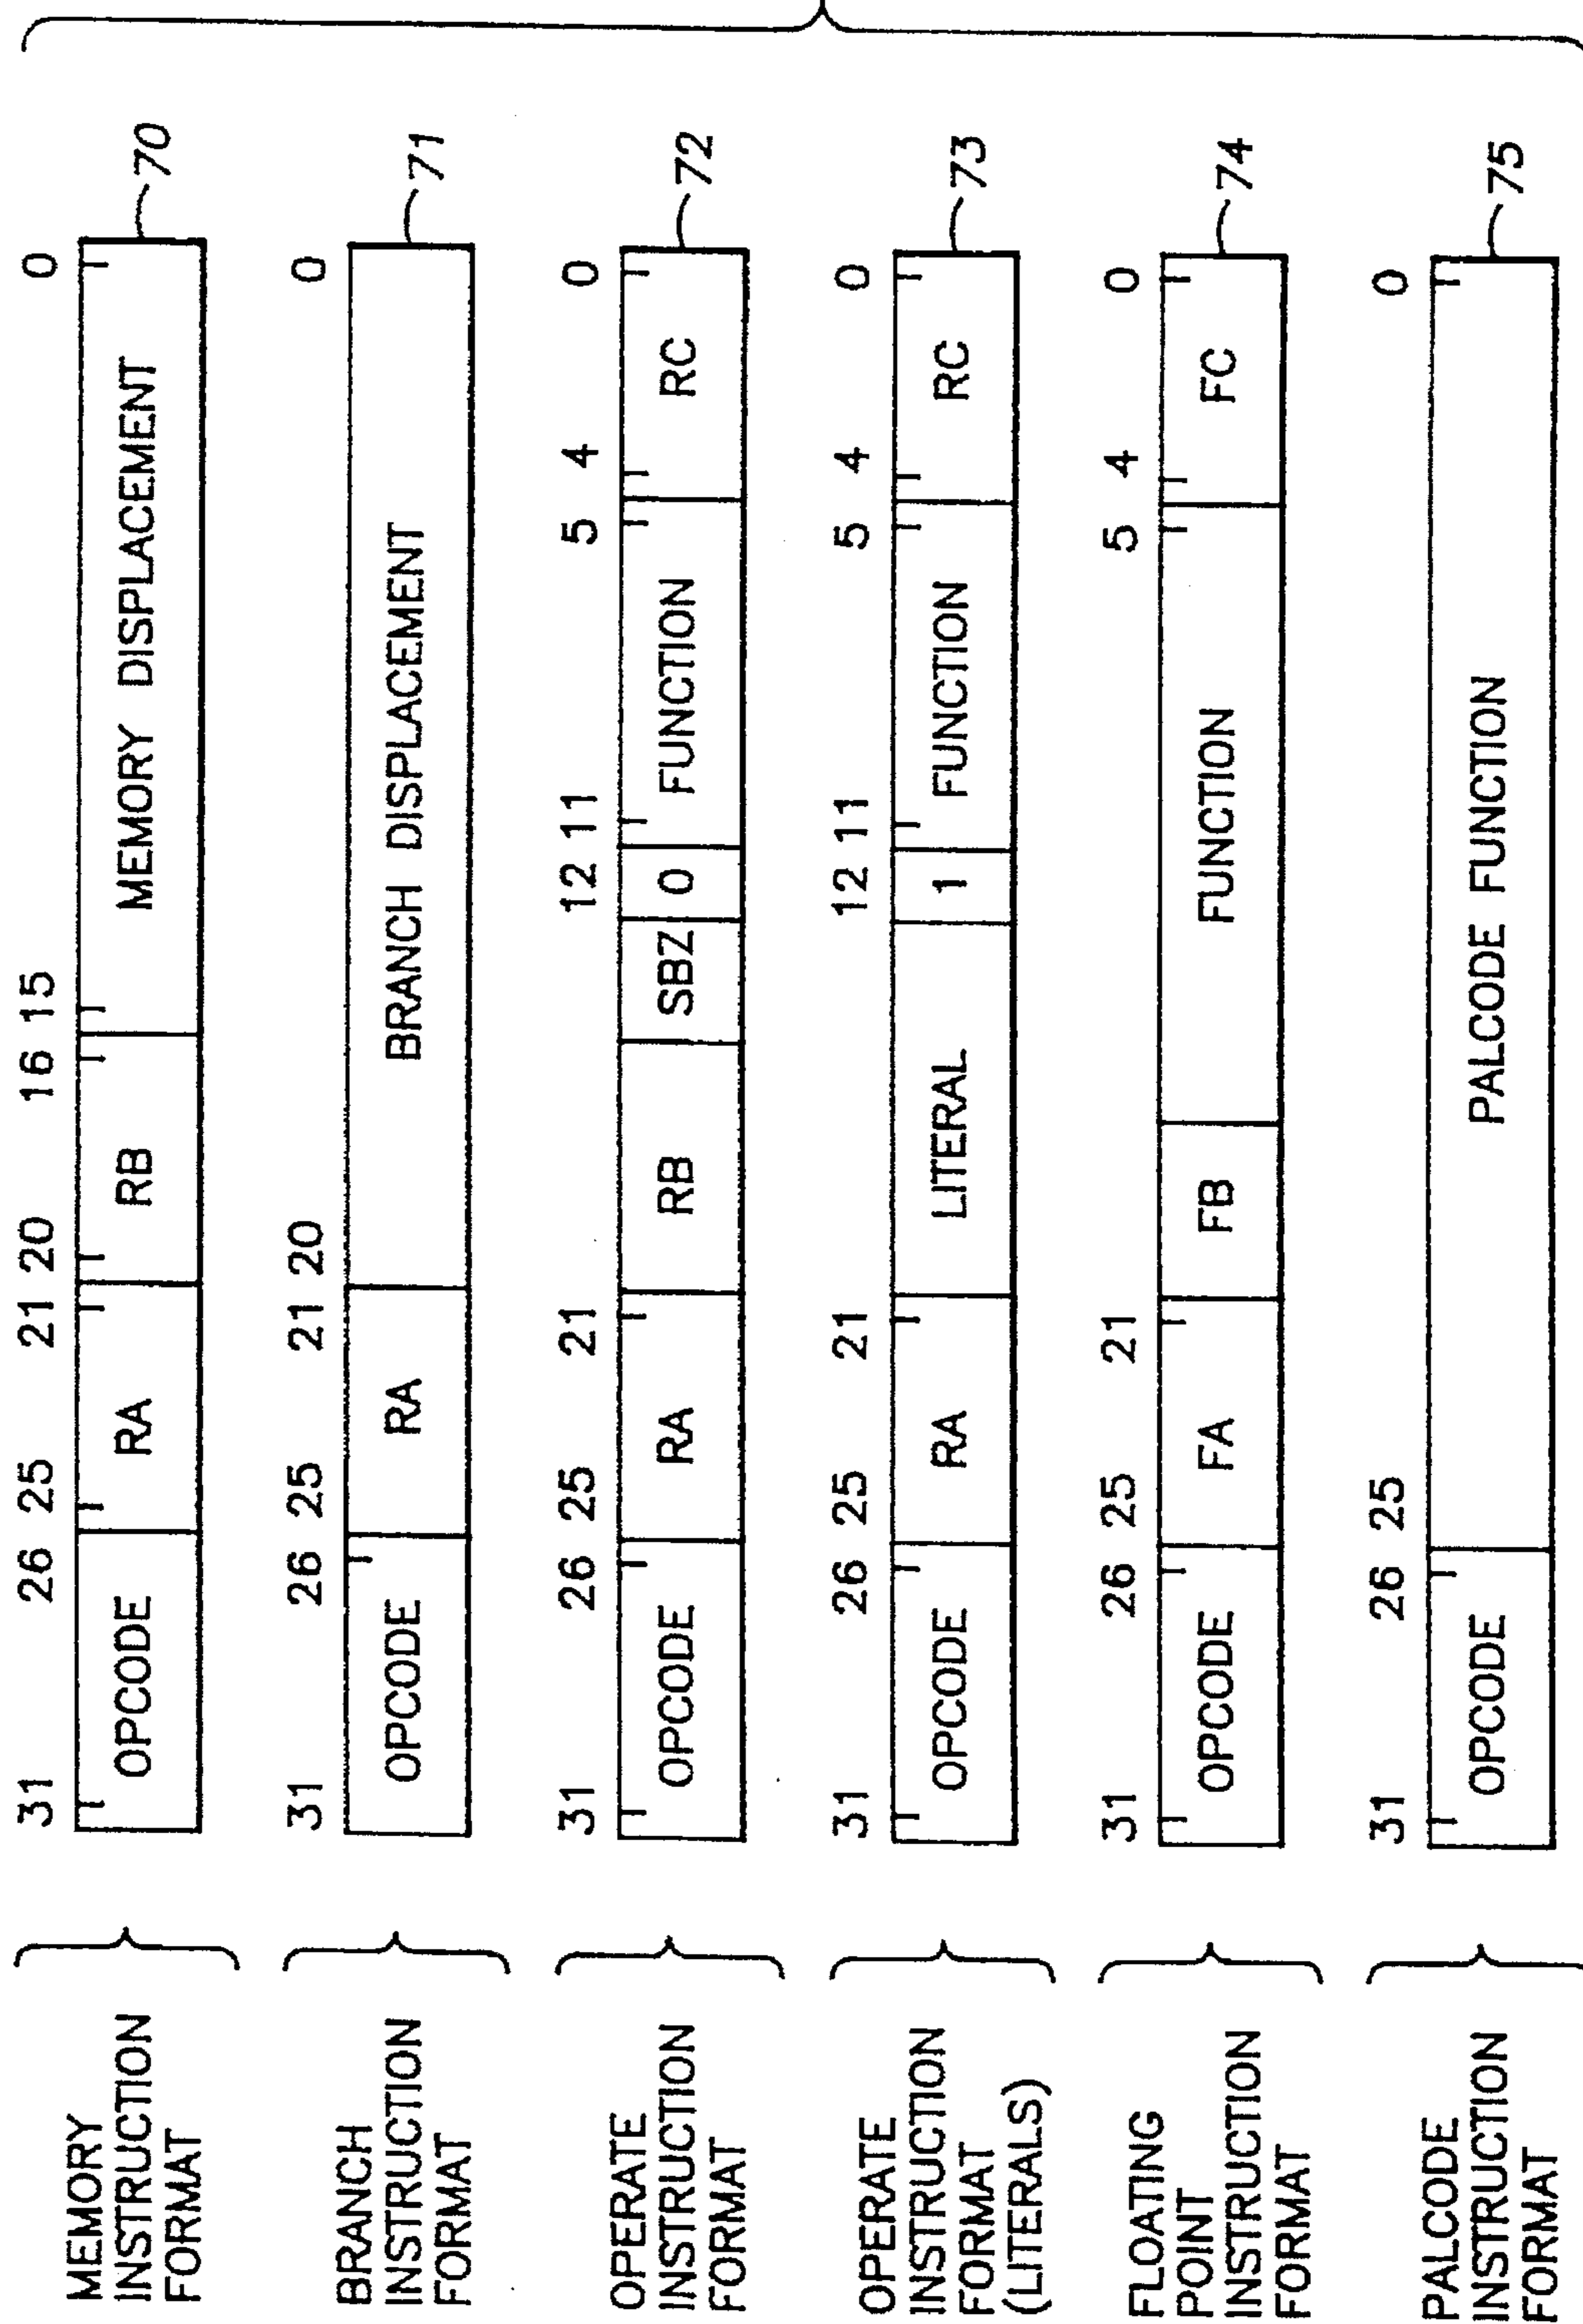 MEMORY
INSTRUCTION
FORMAT
31 26 25 21 20 16 15 0
OPCODE RA RB MEMORY DISPLACEMENT
70
BRANCH
INSTRUCTION
FORMAT
31 26 25 21 20 0
OPCODE RA BRANCH DISPLACEMENT
71
OPERATE
INSTRUCTION
FORMAT
31 26 25 21 12 11 5 4 0
OPCODE RA RB SBZ 0 FUNCTION RC
72
OPERATE
INSTRUCTION
FORMAT
(LITERALS)
31 26 25 21 12 11 5 4 0
OPCODE RA LITERAL 1 FUNCTION RC
73
FLOATING
POINT
INSTRUCTION
FORMAT
31 26 25 21 5 4 0
OPCODE FA FB FUNCTION FC
74
PALCODE
INSTRUCTION
FORMAT
31 26 25 0
OPCODE PALCODE FUNCTION
75